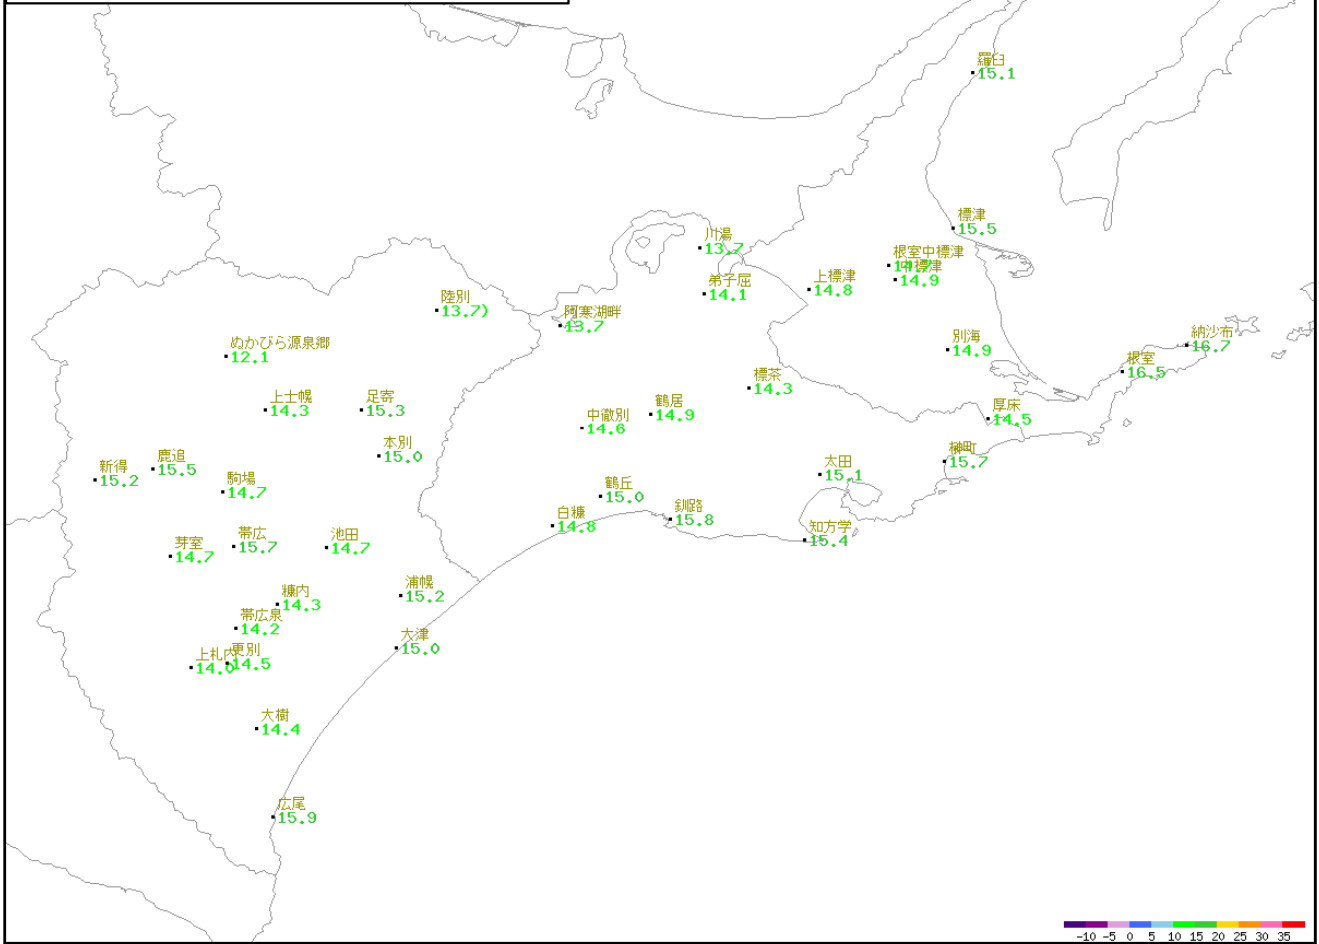 羅臼
15.1
標津
15.5
川湯
13.7
根室中標津
中標津
14.9
弟子屈
14.1
上標津
14.8
陸別
13.7)
阿寒湖畔
13.7
ぬかびら源泉郷
12.1
別海
14.9
納沙布
16.7
根室
16.5
標茶
14.3
上士幌
14.3
足寄
15.3
鶴居
14.9
中徹別
14.6
厚床
14.5
本別
15.0
榊町
15.7
新得
15.2
鹿追
15.5
太田
15.1
駒場
14.7
鶴丘
15.0
白糠
14.8
釧路
15.8
知方学
15.4
芽室
14.7
帯広
15.7
池田
14.7
浦幌
15.2
糠内
14.3
帯広泉
14.2
大津
15.0
上札内
14.0
更別
14.5
大樹
14.4
広尾
15.9
-10 -5 0 5 10 15 20 25 30 35